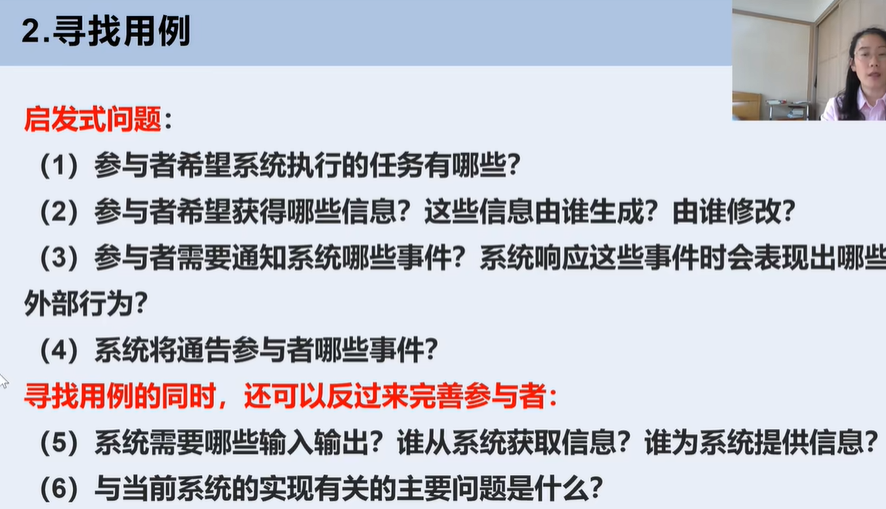 2.寻找用例
启发式问题：
（1）参与者希望系统执行的任务有哪些？
（2）参与者希望获得哪些信息？这些信息由谁生成？由谁修改？
（3）参与者需要通知系统哪些事件？系统响应这些事件时会表现出哪些
外部行为？
（4）系统将通告参与者哪些事件？
寻找用例的同时，还可以反过来完善参与者：
（5）系统需要哪些输入输出？谁从系统获取信息？谁为系统提供信息？
（6）与当前系统的实现有关的主要问题是什么？